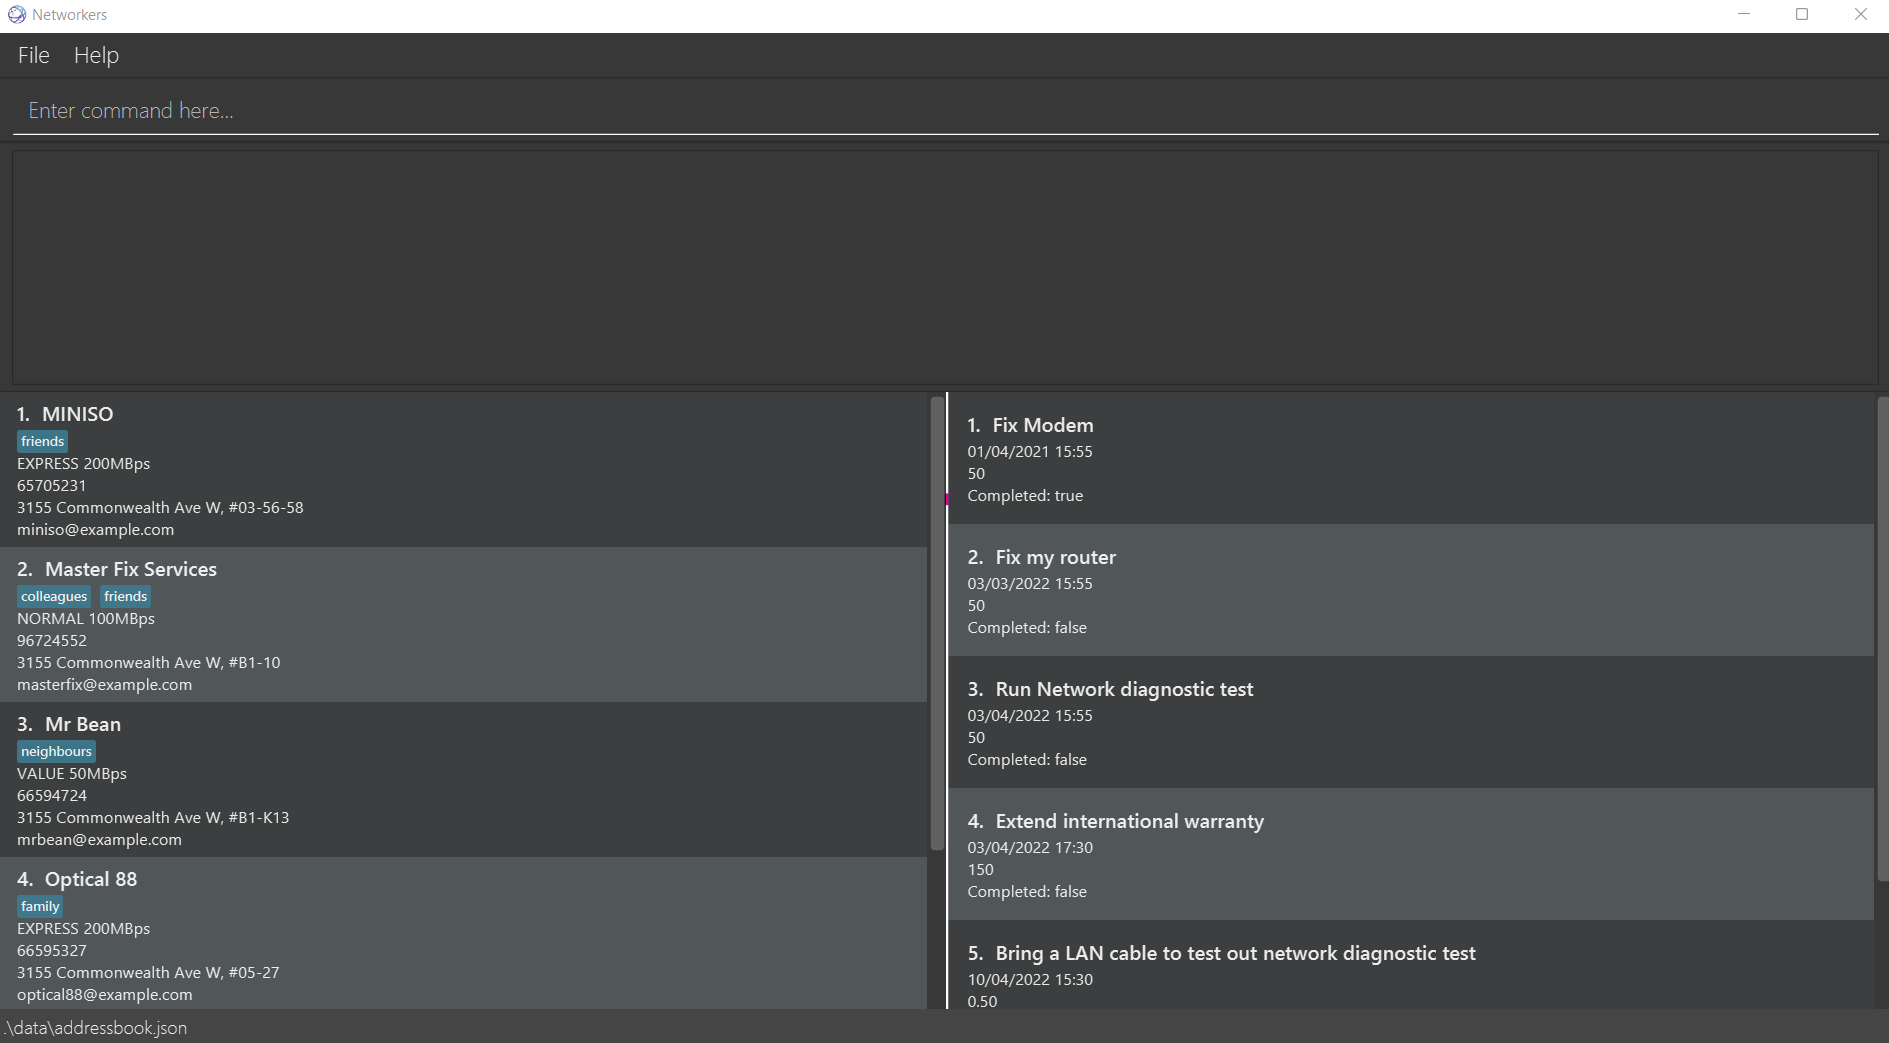 Networkers
File Help
Enter command here...
1. MINISO
friends
EXPRESS 200MBps
65705231
3155 Commonwealth Ave W, #03-56-58
miniso@example.com
2. Master Fix Services
colleagues friends
NORMAL 100MBps
96724552
3155 Commonwealth Ave W, #B1-10
masterfix@example.com
3. Mr Bean
neighbours
VALUE 50MBps
66594724
3155 Commonwealth Ave W, #B1-K13
mrbean@example.com
4. Optical 88
family
EXPRESS 200MBps
66595327
3155 Commonwealth Ave W, #05-27
optical88@example.com
1. Fix Modem
01/04/2021 15:55
50
Completed: true
2. Fix my router
03/03/2022 15:55
50
Completed: false
3. Run Network diagnostic test
03/04/2022 15:55
50
Completed: false
4. Extend international warranty
03/04/2022 17:30
150
Completed: false
5. Bring a LAN cable to test out network diagnostic test
10/04/2022 15:30
0.50
.\data\addressbook.json